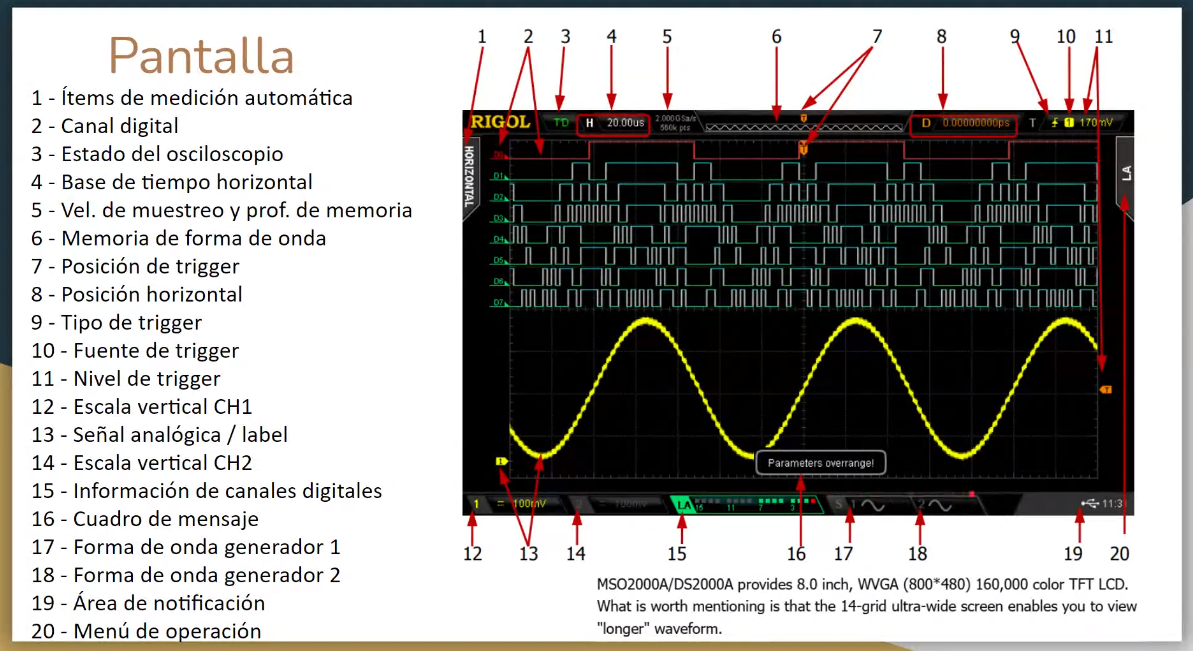 Pantalla
1 - Ítems de medición automática
2 - Canal digital
3 - Estado del osciloscopio
4 - Base de tiempo horizontal
5 - Vel. de muestreo y prof. de memoria
6 - Memoria de forma de onda
7 - Posición de trigger
8 - Posición horizontal
9 - Tipo de trigger
10 - Fuente de trigger
11 - Nivel de trigger
12 - Escala vertical CH1
13 - Señal analógica / label
14 - Escala vertical CH2
15 - Información de canales digitales
16 - Cuadro de mensaje
17 - Forma de onda generador 1
18 - Forma de onda generador 2
19 - Área de notificación
20 - Menú de operación
1 2 3 4 5 6 7 8 9 10 11
RIGOL TD H 20.00us 2.000GSa/s D 0.00000000ps T 1 170mV
560k pts
T
T
HORIZONTAL
LA
D0
D1
D2
D3
D4
D5
D6
D7
T
1
Parameters overrange!
1 = 100mV 2 = 100mV LA 15 11 7 3 S 1 2 11:3
12 13 14 15 16 17 18 19 20
MSO2000A/DS2000A provides 8.0 inch, WVGA (800*480) 160,000 color TFT LCD.
What is worth mentioning is that the 14-grid ultra-wide screen enables you to view
"longer" waveform.